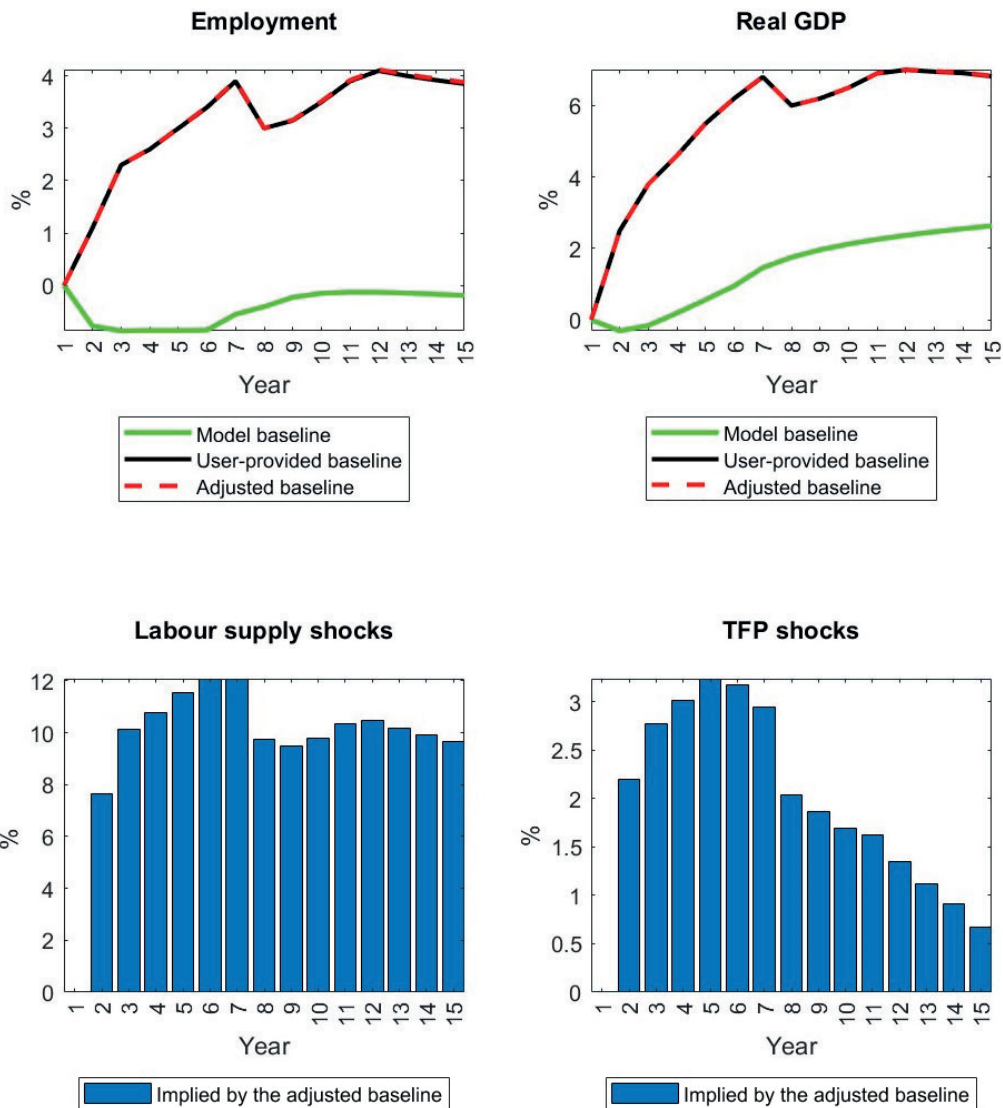 Employment
4
3
2
1
0
%
1 2 3 4 5 6 7 8 9 10 11 12 13 14 15
Year
Model baseline
User-provided baseline
Adjusted baseline
Real GDP
6
4
2
0
%
1 2 3 4 5 6 7 8 9 10 11 12 13 14 15
Year
Model baseline
User-provided baseline
Adjusted baseline
Labour supply shocks
12
10
8
6
4
2
0
%
1 2 3 4 5 6 7 8 9 10 11 12 13 14 15
Year
Implied by the adjusted baseline
TFP shocks
3
2.5
2
1.5
1
0.5
0
%
1 2 3 4 5 6 7 8 9 10 11 12 13 14 15
Year
Implied by the adjusted baseline